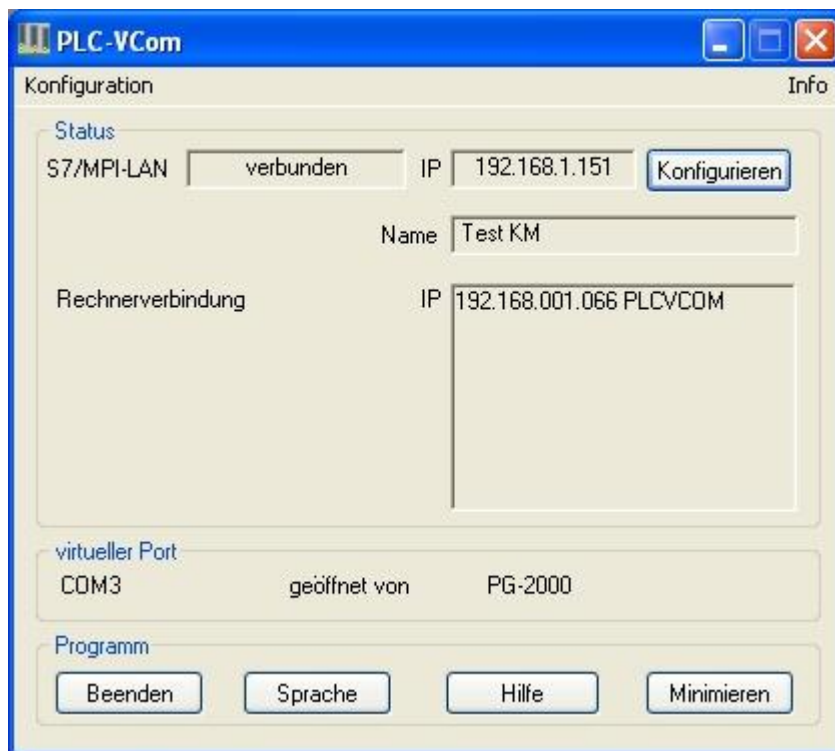 PLC-VCom
Konfiguration Info
Status
S7/MPI-LAN verbunden IP 192.168.1.151 Konfigurieren
Name Test KM
Rechnerverbindung IP 192.168.001.066 PLCVCOM
virtueller Port
COM3 geöffnet von PG-2000
Programm
Beenden Sprache Hilfe Minimieren